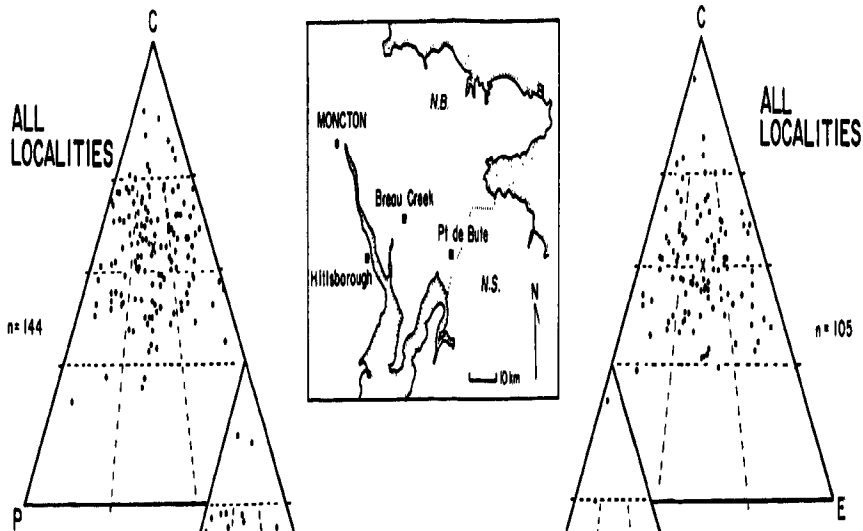 C
ALL
LOCALITIES
n=144
P
MONCTON
N.B.
Breau Creek
Pt de Bute
Hillsborough
N.S.
N
10 km
C
ALL
LOCALITIES
n=105
E